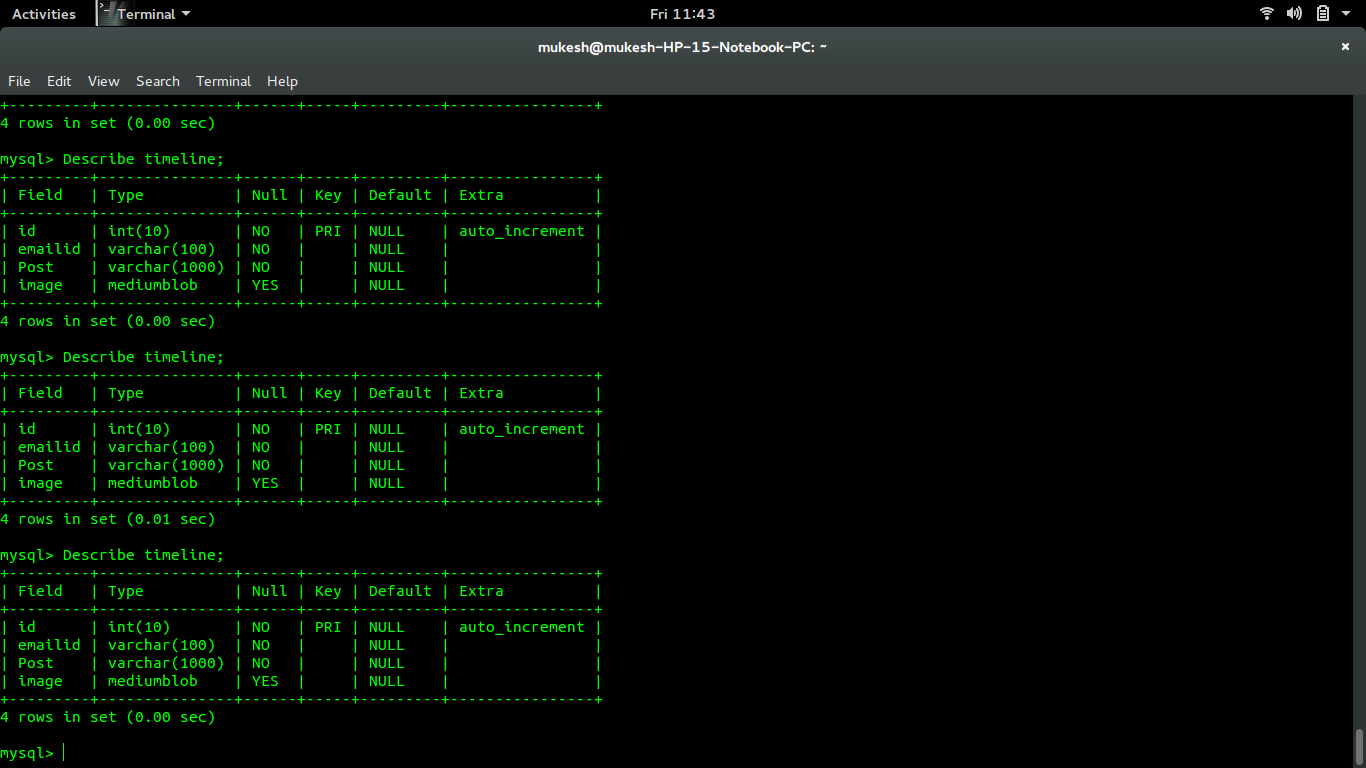 Activities Terminal Fri 11:43
mukesh@mukesh-HP-15-Notebook-PC: ~ ×
File Edit View Search Terminal Help
+---------+---------------+------+-----+---------+----------------+
4 rows in set (0.00 sec)
mysql> Describe timeline;
+---------+---------------+------+-----+---------+----------------+
| Field   | Type          | Null | Key | Default | Extra          |
+---------+---------------+------+-----+---------+----------------+
| id      | int(10)       | NO   | PRI | NULL    | auto_increment |
| emailid | varchar(100)  | NO   |     | NULL    |                |
| Post    | varchar(1000) | NO   |     | NULL    |                |
| image   | mediumblob    | YES  |     | NULL    |                |
+---------+---------------+------+-----+---------+----------------+
4 rows in set (0.00 sec)
mysql> Describe timeline;
+---------+---------------+------+-----+---------+----------------+
| Field   | Type          | Null | Key | Default | Extra          |
+---------+---------------+------+-----+---------+----------------+
| id      | int(10)       | NO   | PRI | NULL    | auto_increment |
| emailid | varchar(100)  | NO   |     | NULL    |                |
| Post    | varchar(1000) | NO   |     | NULL    |                |
| image   | mediumblob    | YES  |     | NULL    |                |
+---------+---------------+------+-----+---------+----------------+
4 rows in set (0.01 sec)
mysql> Describe timeline;
+---------+---------------+------+-----+---------+----------------+
| Field   | Type          | Null | Key | Default | Extra          |
+---------+---------------+------+-----+---------+----------------+
| id      | int(10)       | NO   | PRI | NULL    | auto_increment |
| emailid | varchar(100)  | NO   |     | NULL    |                |
| Post    | varchar(1000) | NO   |     | NULL    |                |
| image   | mediumblob    | YES  |     | NULL    |                |
+---------+---------------+------+-----+---------+----------------+
4 rows in set (0.00 sec)
mysql>